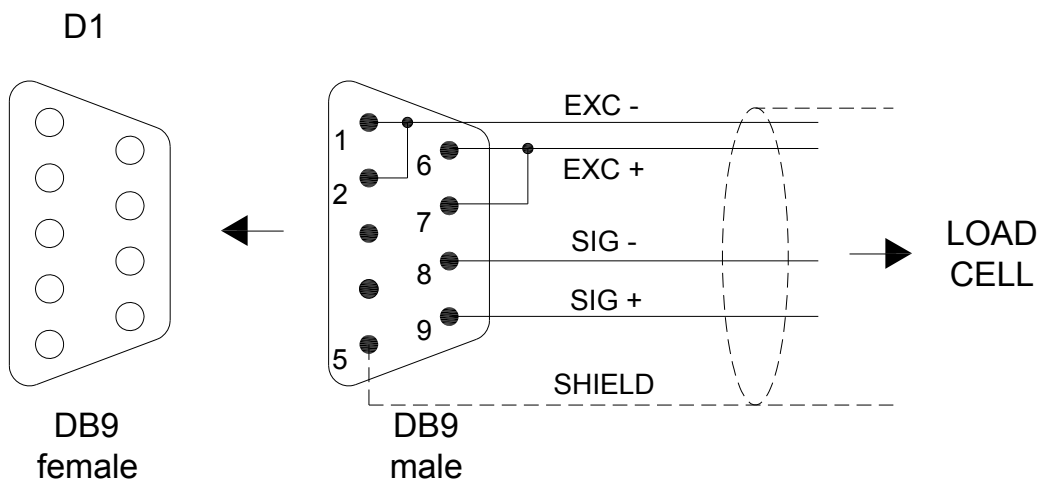 D1
DB9
female
1
2
5
6
7
8
9
DB9
male
EXC -
EXC +
SIG -
SIG +
SHIELD
LOAD
CELL